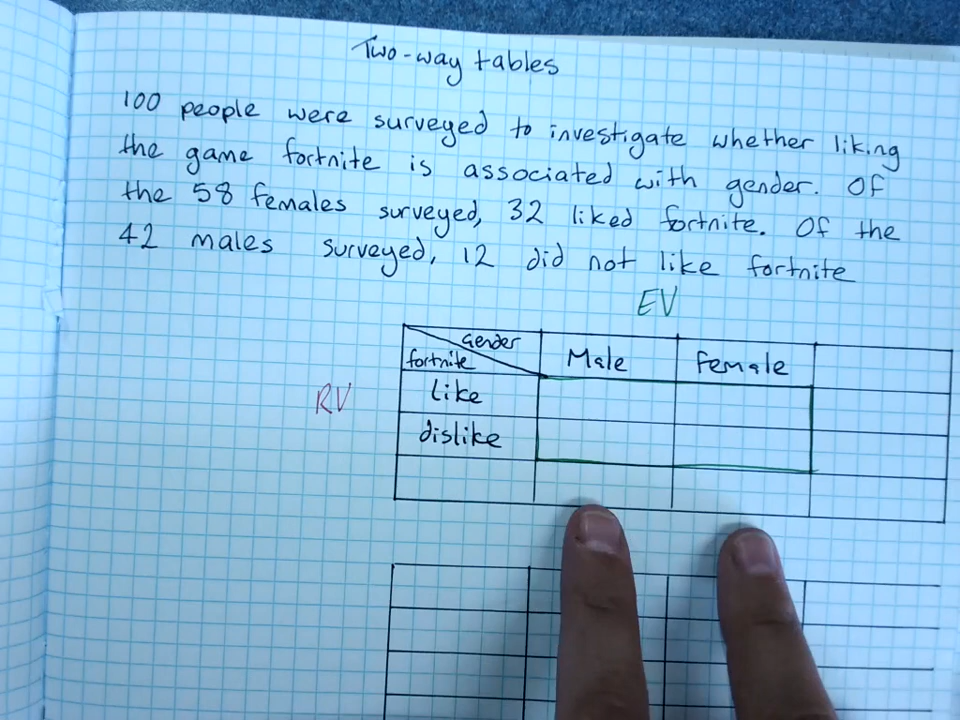 Two-way tables
100 people were surveyed to investigate whether liking
the game fortnite is associated with gender. Of
the 58 females surveyed, 32 liked fortnite. Of the
42 males surveyed, 12 did not like fortnite
EV
Gender Male Female
fortnite
RV like
dislike